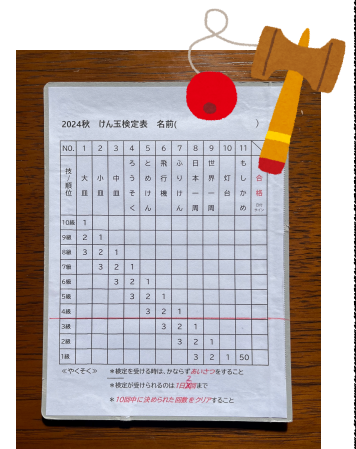 2024秋　けん玉検定表　名前(　　　　　)
NO. 1 2 3 4 5 6 7 8 9 10 11
技/順位 大皿 小皿 中皿 ろうそく とめけん 飛行機 ふりけん 日本一周 世界一周 灯台 もしかめ 合格
10級 1
9級 2 1
8級 3 2 1
7級 3 2 1
6級 3 2 1
5級 3 2 1
4級 3 2 1
3級 3 2 1
2級 3 2 1
1級 3 2 1 50
≪やくそく≫ ＊検定を受ける時は、かならずあいさつをすること
＊検定が受けられるのは1日2回まで
＊10回中に決められた回数をクリアすること